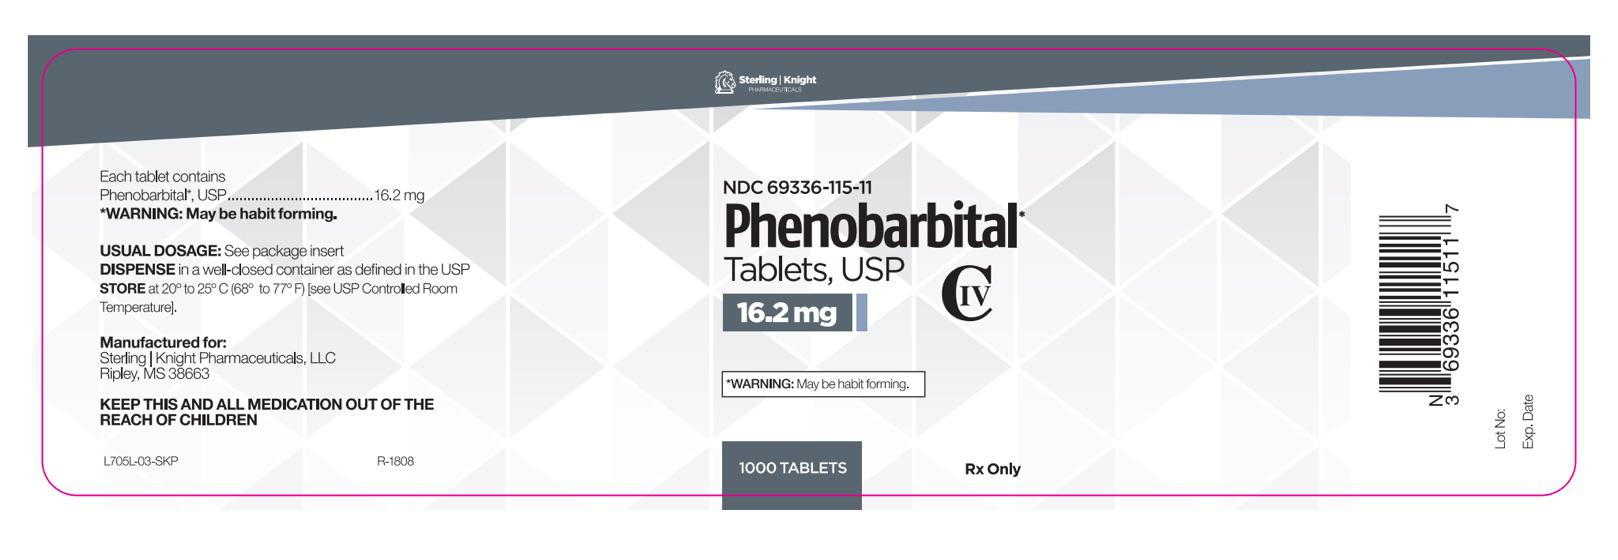 Sterling | Knight
PHARMACEUTICALS
Each tablet contains
Phenobarbital*, USP....................................16.2 mg
*WARNING: May be habit forming.
USUAL DOSAGE: See package insert
DISPENSE in a well-closed container as defined in the USP
STORE at 20º to 25º C (68º to 77º F) [see USP Controlled Room
Temperature].
Manufactured for:
Sterling | Knight Pharmaceuticals, LLC
Ripley, MS 38663
KEEP THIS AND ALL MEDICATION OUT OF THE
REACH OF CHILDREN
L705L-03-SKP R-1808
NDC 69336-115-11
Phenobarbital*
Tablets, USP
CIV
16.2 mg
*WARNING: May be habit forming.
1000 TABLETS
Rx Only
N
3 69336 11511 7
Lot No:
Exp. Date